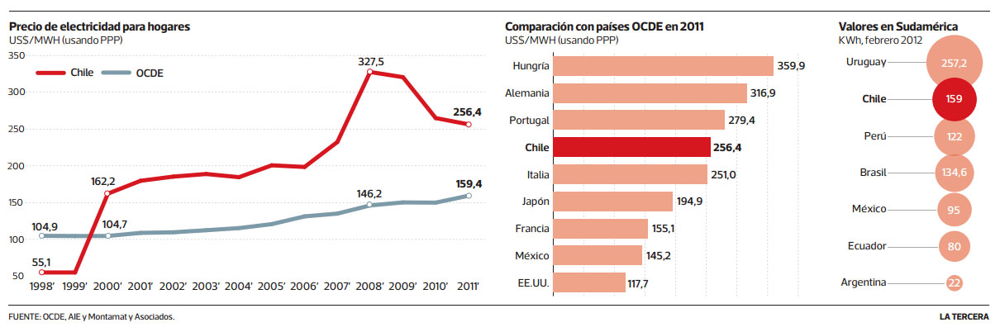 Precio de electricidad para hogares
US$/MWH (usando PPP)
350
300
250
200
150
100
50
Chile
OCDE
327,5
256,4
162,2
159,4
146,2
104,9
104,7
55,1
1998'
1999'
2000'
2001'
2002'
2003'
2004'
2005'
2006'
2007'
2008'
2009'
2010'
2011'
Comparación con países OCDE en 2011
US$/MWH (usando PPP)
Hungría 359,9
Alemania 316,9
Portugal 279,4
Chile 256,4
Italia 251,0
Japón 194,9
Francia 155,1
México 145,2
EE.UU. 117,7
Valores en Sudamérica
KWh, febrero 2012
Uruguay 257,2
Chile 159
Perú 122
Brasil 134,6
México 95
Ecuador 80
Argentina 22
FUENTE: OCDE, AIE y Montamat y Asociados.
LA TERCERA